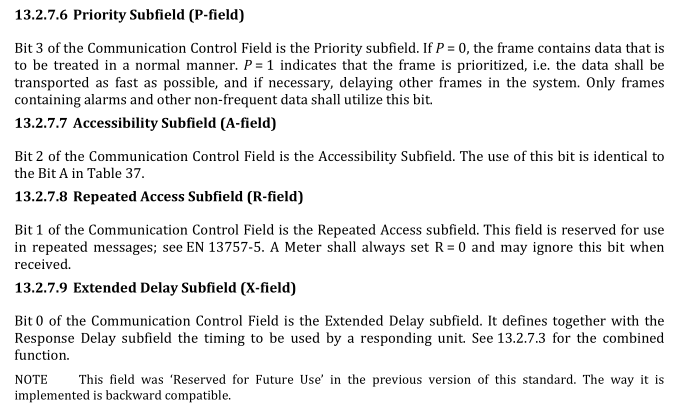 13.2.7.6 Priority Subfield (P-field)
Bit 3 of the Communication Control Field is the Priority subfield. If P = 0, the frame contains data that is
to be treated in a normal manner. P = 1 indicates that the frame is prioritized, i.e. the data shall be
transported as fast as possible, and if necessary, delaying other frames in the system. Only frames
containing alarms and other non-frequent data shall utilize this bit.
13.2.7.7 Accessibility Subfield (A-field)
Bit 2 of the Communication Control Field is the Accessibility Subfield. The use of this bit is identical to
the Bit A in Table 37.
13.2.7.8 Repeated Access Subfield (R-field)
Bit 1 of the Communication Control Field is the Repeated Access subfield. This field is reserved for use
in repeated messages; see EN 13757-5. A Meter shall always set R = 0 and may ignore this bit when
received.
13.2.7.9 Extended Delay Subfield (X-field)
Bit 0 of the Communication Control Field is the Extended Delay subfield. It defines together with the
Response Delay subfield the timing to be used by a responding unit. See 13.2.7.3 for the combined
function.
NOTE This field was ‘Reserved for Future Use’ in the previous version of this standard. The way it is
implemented is backward compatible.